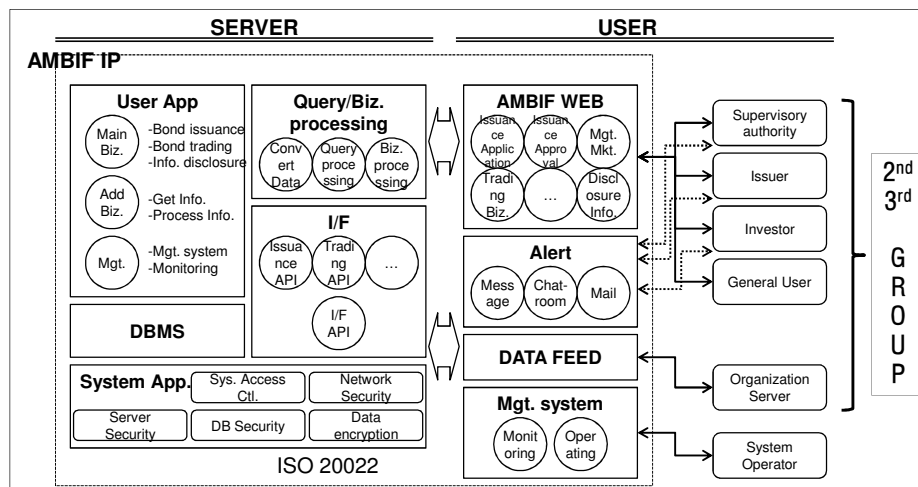 SERVER
USER
AMBIF IP
User App
Main
Biz.
-Bond issuance
-Bond trading
-Info. disclosure
Add
Biz.
-Get Info.
-Process Info.
Mgt.
-Mgt. system
-Monitoring
DBMS
Query/Biz.
processing
Conv
ert
Data
Query
proce
ssing
Biz.
proce
ssing
I/F
Issua
nce
API
Tradi
ng
API
...
I/F
API
System App.
Sys. Access
Ctl.
Network
Security
Server
Security
DB Security
Data
encryption
ISO 20022
AMBIF WEB
Issuan
ce
Applic
ation
Issuan
ce
Appro
val
Mgt.
Mkt.
Tradi
ng
Biz.
...
Discl
osure
Info.
Alert
Mess
age
Chat-
room
Mail
DATA FEED
Mgt. system
Monit
oring
Oper
ating
Supervisory
authority
Issuer
Investor
General User
Organization
Server
System
Operator
2nd
3rd
G
R
O
U
P